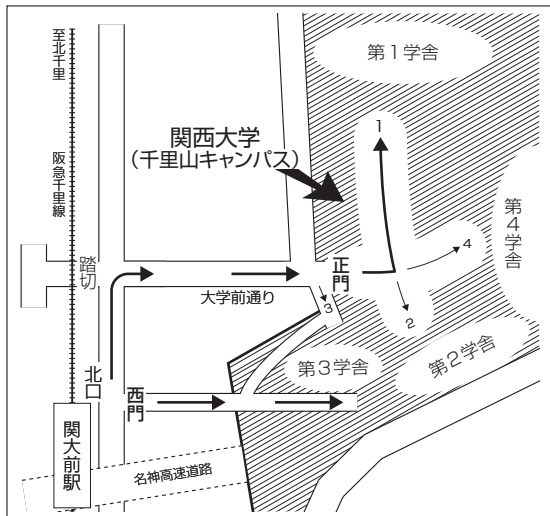 至北千里
阪急千里線
第1学舎
関西大学
(千里山キャンパス)
1
第4学舎
4
踏切
正門
大学前通り
3
2
北口
西門
第3学舎
第2学舎
関大前駅
名神高速道路